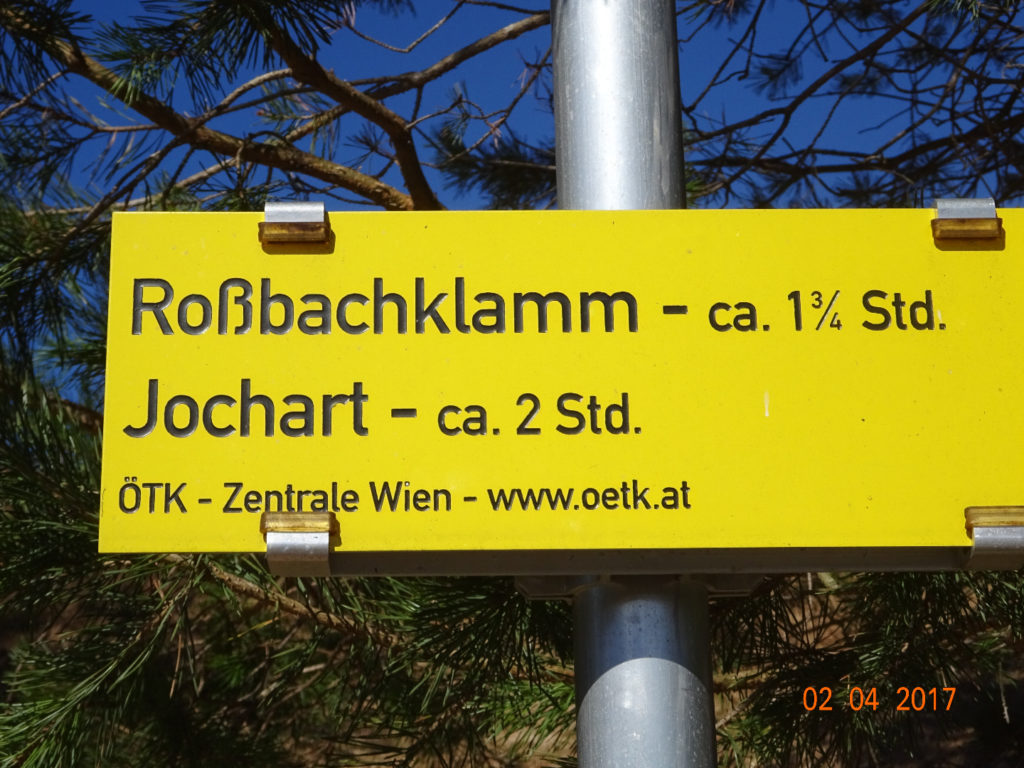 Roßbachklamm - ca. 1¾ Std.
Jochart - ca. 2 Std.
ÖTK - Zentrale Wien - www.oetk.at
02 04 2017